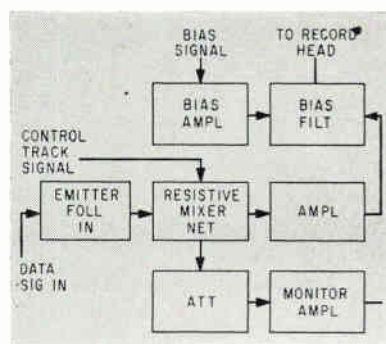 BIAS
SIGNAL
TO RECORD
HEAD
BIAS
AMPL
BIAS
FILT
CONTROL
TRACK
SIGNAL
EMITTER
FOLL
IN
RESISTIVE
MIXER
NET
AMPL
DATA
SIG IN
ATT
MONITOR
AMPL